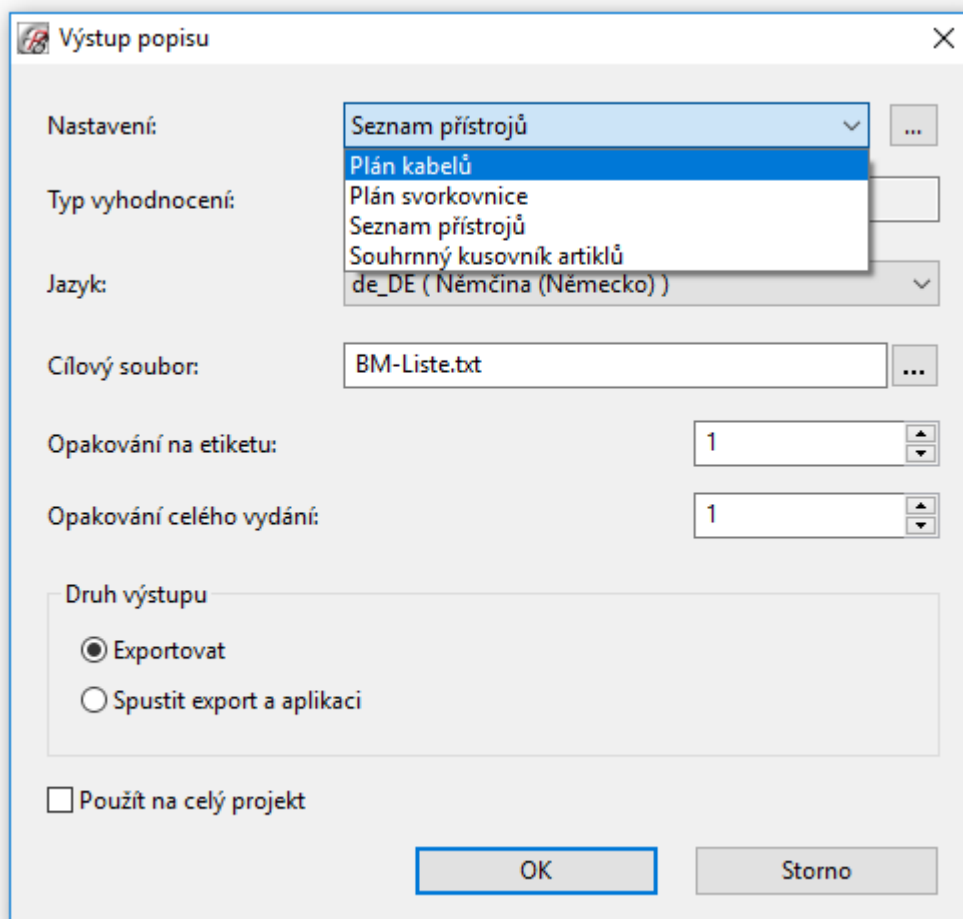 Výstup popisu
Nastavení:
Seznam přístrojů
...
Plán kabelů
Plán svorkovnice
Seznam přístrojů
Souhrnný kusovník artiklů
Typ vyhodnocení:
Jazyk:
de_DE ( Němčina (Německo) )
Cílový soubor:
BM-Liste.txt
...
Opakování na etiketu:
1
Opakování celého vydání:
1
Druh výstupu
Exportovat
Spustit export a aplikaci
Použít na celý projekt
OK
Storno